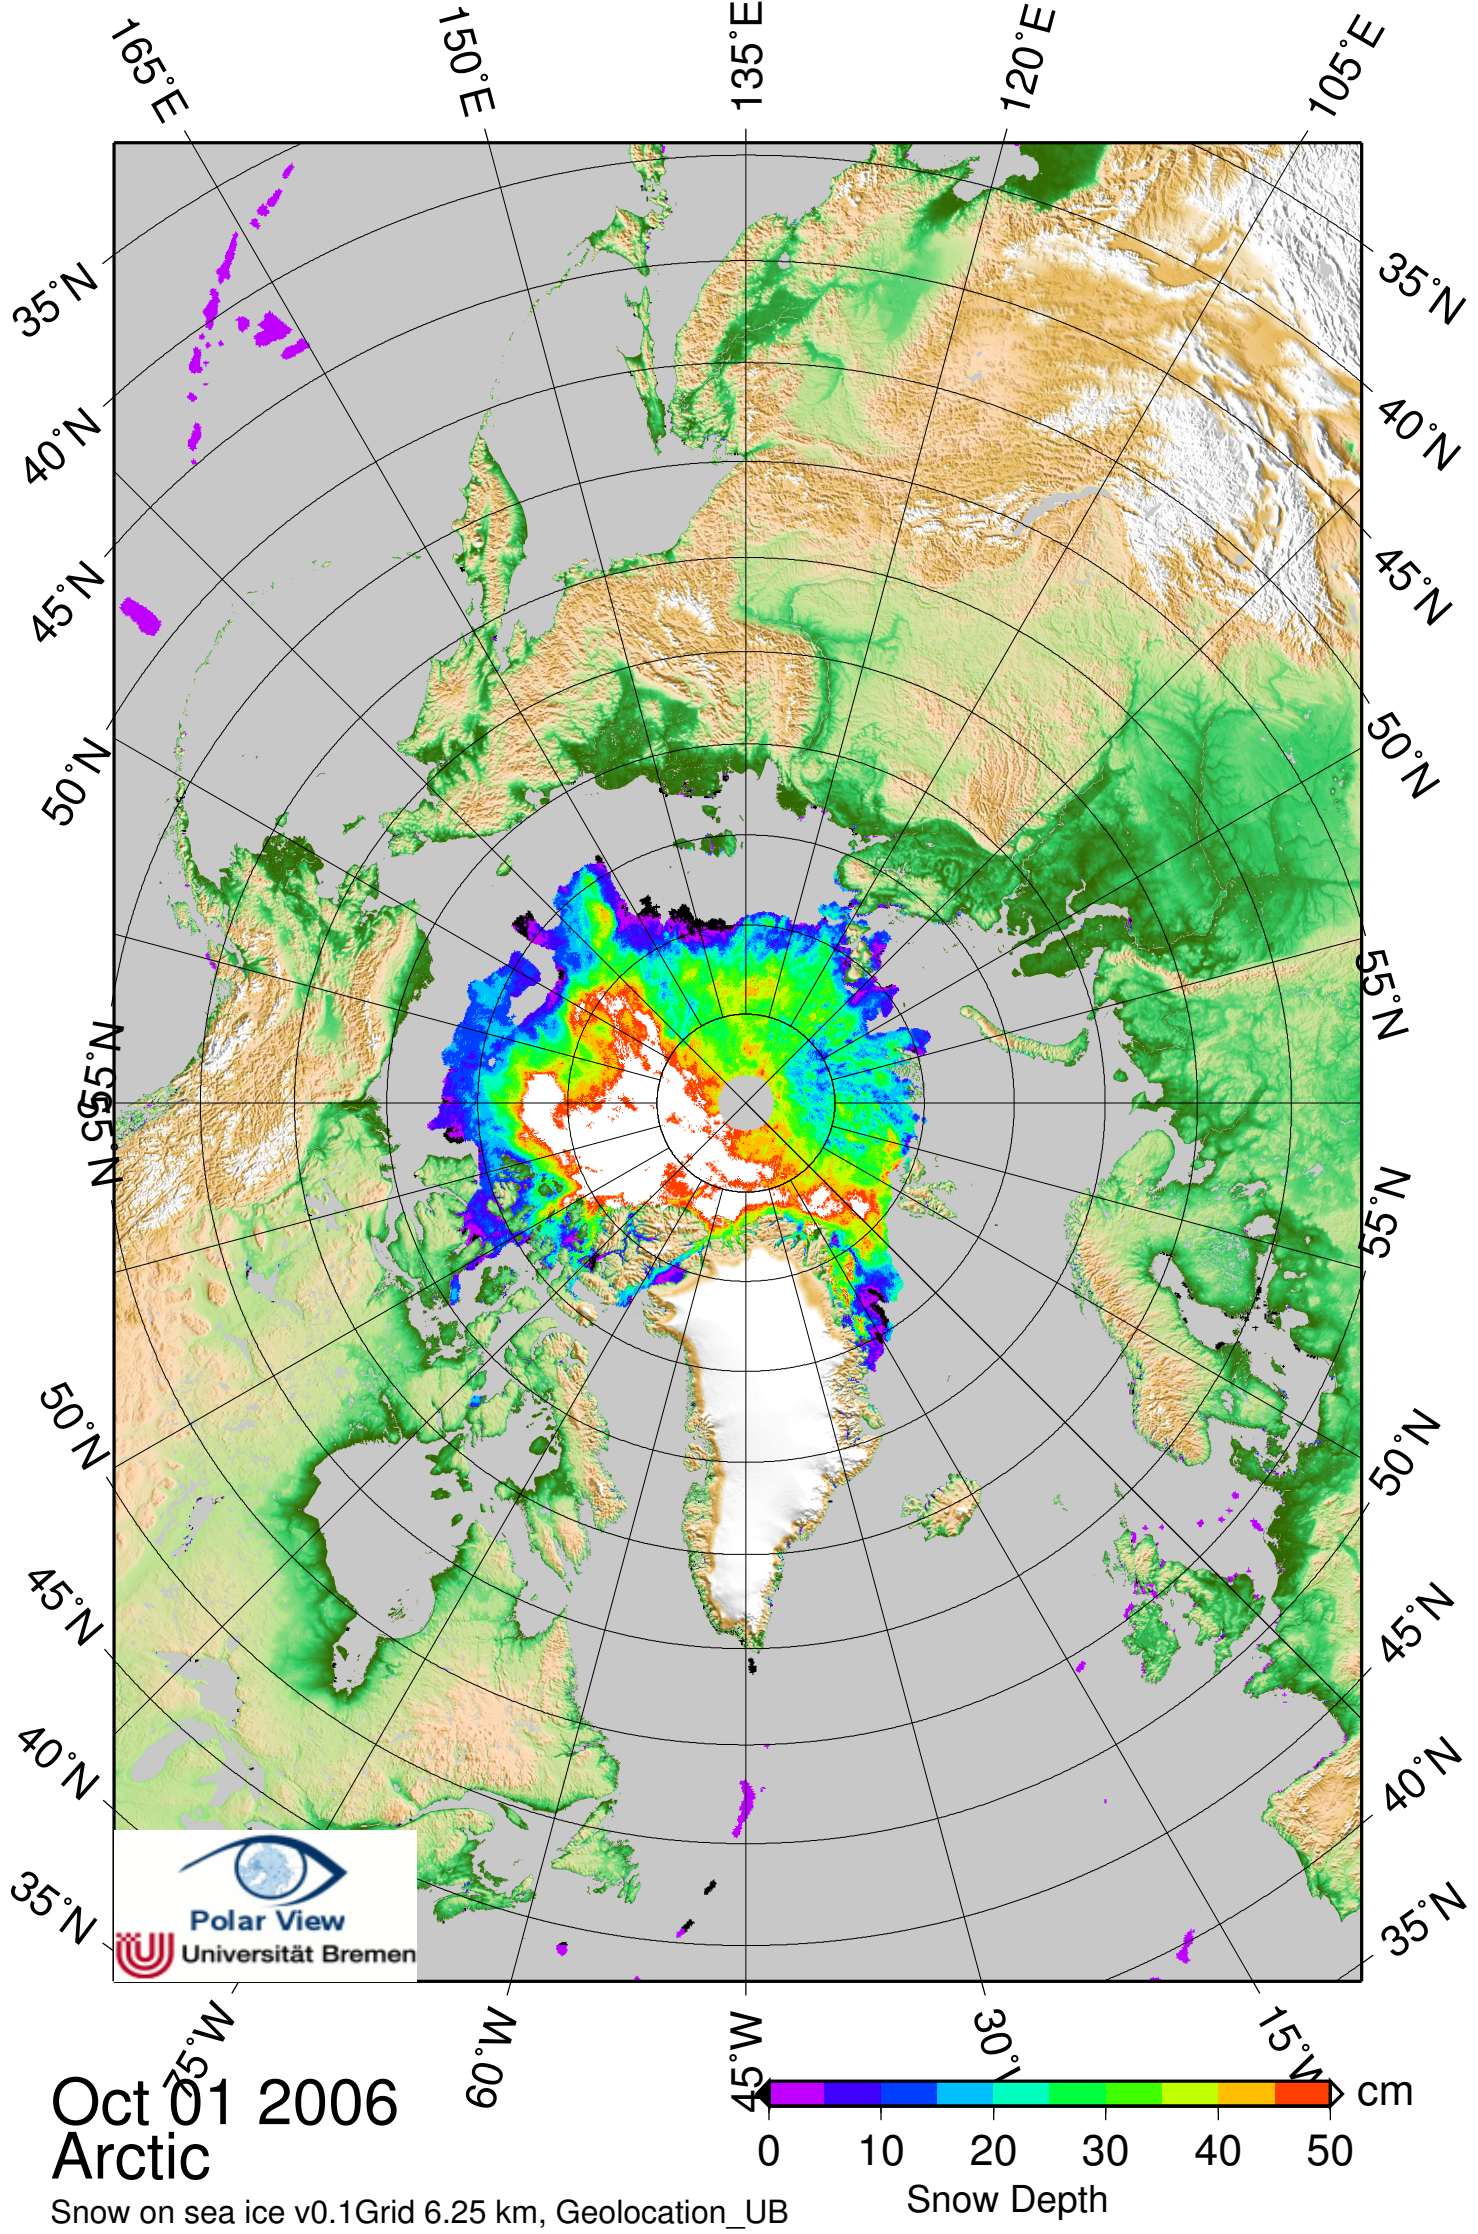 165°E 150°E 135°E 120°E 105°E
35°N 35°N
40°N 40°N
45°N 45°N
50°N 50°N
55°N 55°N
55°N 55°N
50°N 50°N
45°N 45°N
40°N 40°N
35°N 35°N
Polar View
Universität Bremen
75°W 60°W 45°W 30°W 15°W
Oct 01 2006
Arctic
cm
0 10 20 30 40 50
Snow Depth
Snow on sea ice v0.1Grid 6.25 km, Geolocation_UB